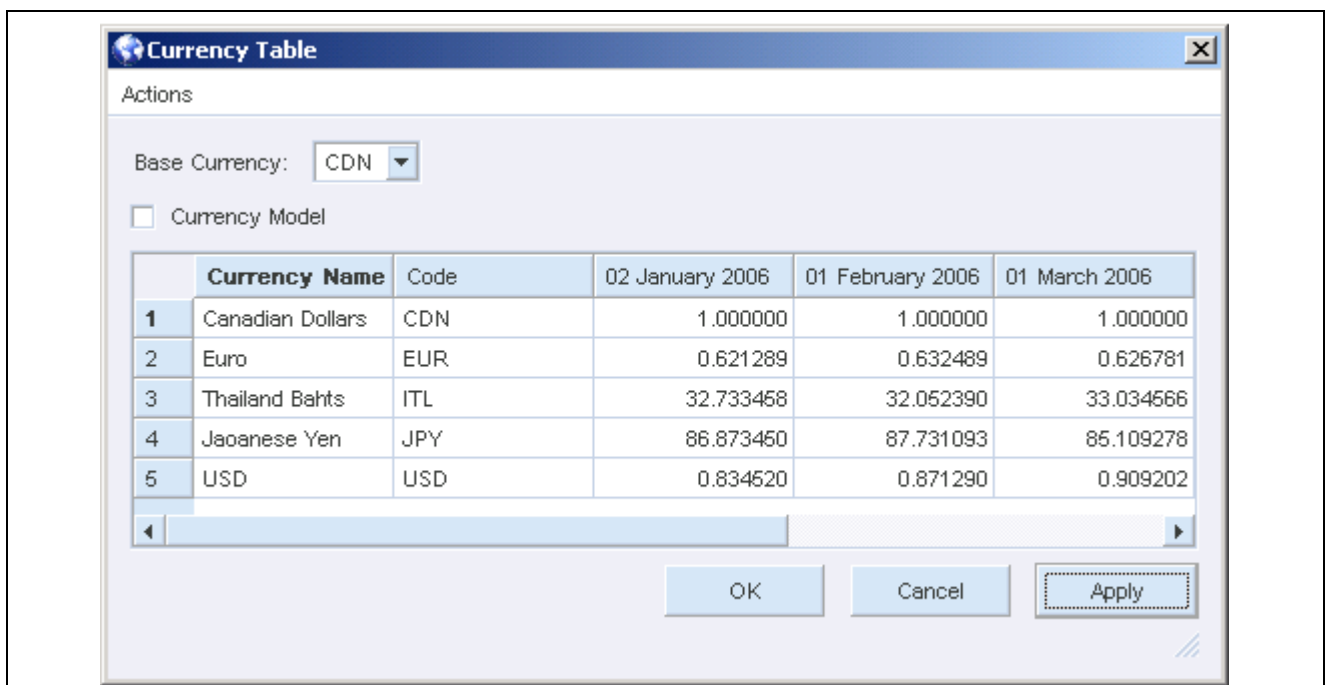 Currency Table
Actions
Base Currency: CDN
Currency Model
Currency Name Code 02 January 2006 01 February 2006 01 March 2006
1 Canadian Dollars CDN 1.000000 1.000000 1.000000
2 Euro EUR 0.621289 0.632489 0.626781
3 Thailand Bahts ITL 32.733458 32.052390 33.034566
4 Jaoanese Yen JPY 86.873450 87.731093 85.109278
5 USD USD 0.834520 0.871290 0.909202
OK Cancel Apply